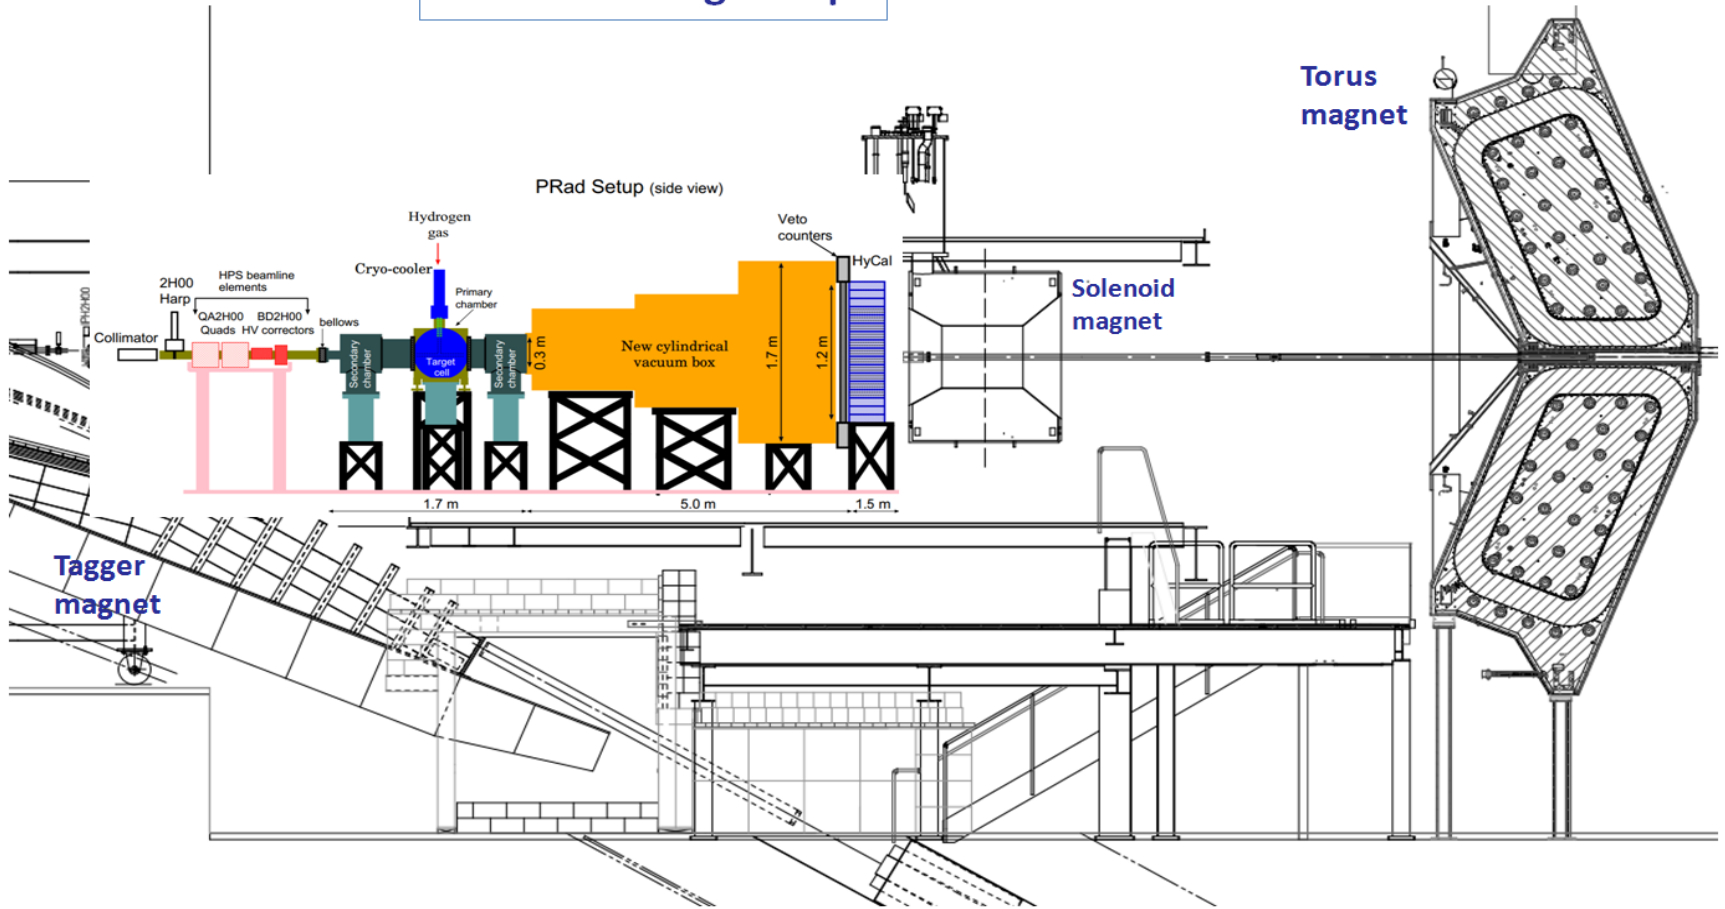 Torus
magnet
PRad Setup (side view)
Hydrogen
gas
Veto
counters
Cryo-cooler
HyCal
2H00
Harp
HPS beamline
elements
Primary
chamber
Solenoid
magnet
QA2H00
BD2H00
Quads
HV correctors
bellows
Collimator
Secondary
chamber
Target
cell
Secondary
chamber
0.3 m
New cylindrical
vacuum box
1.7 m
1.2 m
1.7 m
5.0 m
1.5 m
Tagger
magnet